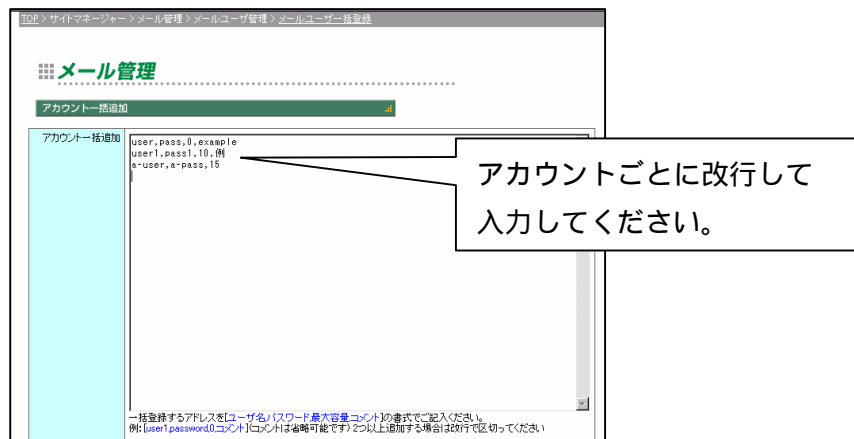 TOP > サイトマネージャー > メール管理 > メールユーザ管理 > メールユーザー一括登録
メール管理
アカウント一括追加
アカウント一括追加
user,pass,0,example
user1,pass1,10,例
a-user,a-pass,15
アカウントごとに改行して
入力してください。
一括登録するアドレスを[ユーザ名,パスワード,最大容量,コメント]の書式でご記入ください。
例:[user1,password,0,コメント](コメントは省略可能です)2つ以上追加する場合は改行で区切ってください